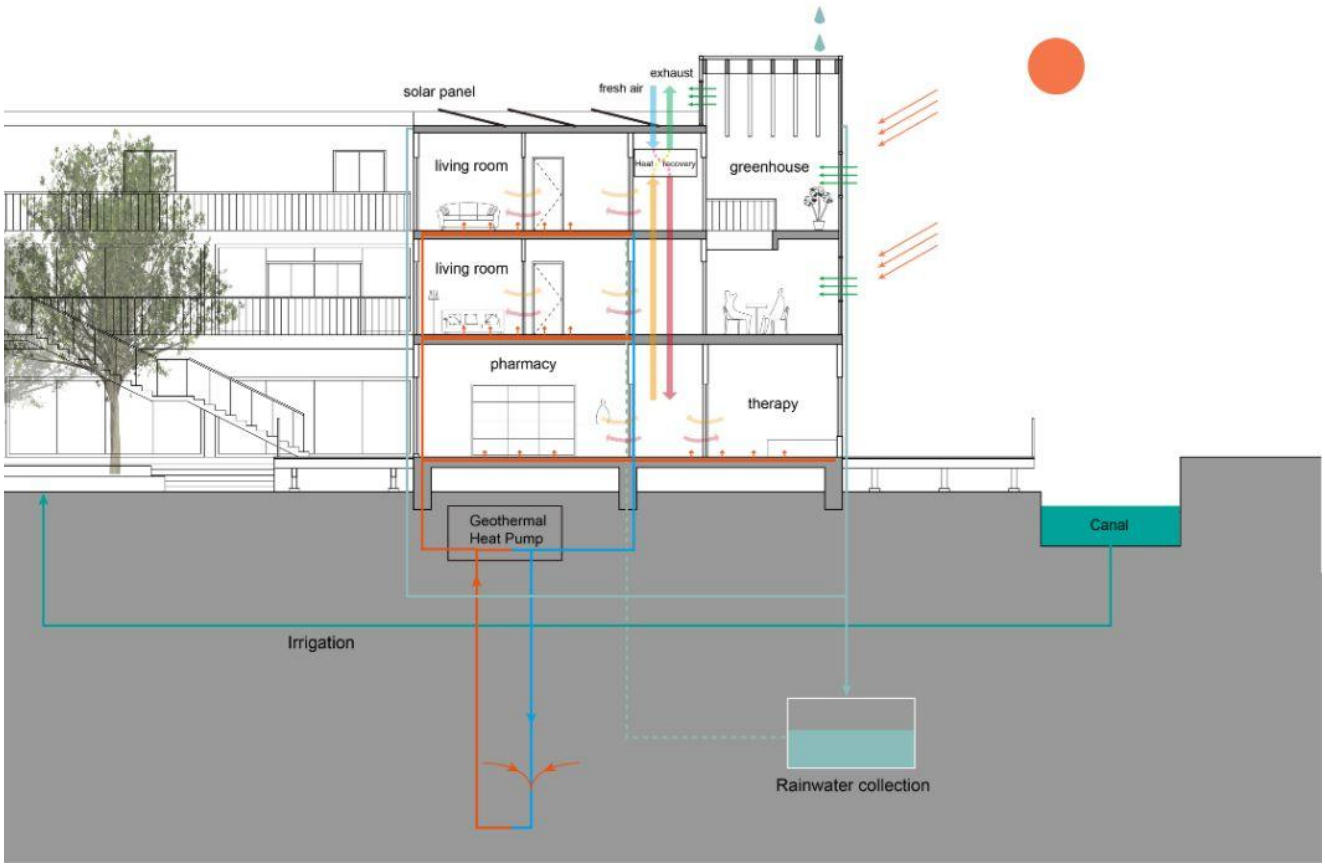 exhaust
fresh air
solar panel
living room
Heat recovery
greenhouse
living room
pharmacy
therapy
Geothermal
Heat Pump
Canal
Irrigation
Rainwater collection